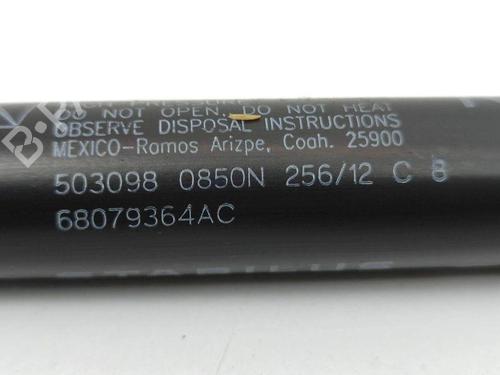 DO NOT OPEN. DO NOT HEAT
OBSERVE DISPOSAL INSTRUCTIONS
MEXICO-Ramos Arizpe, Coah. 25900
503098 0850N 256/12 C 8
68079364AC